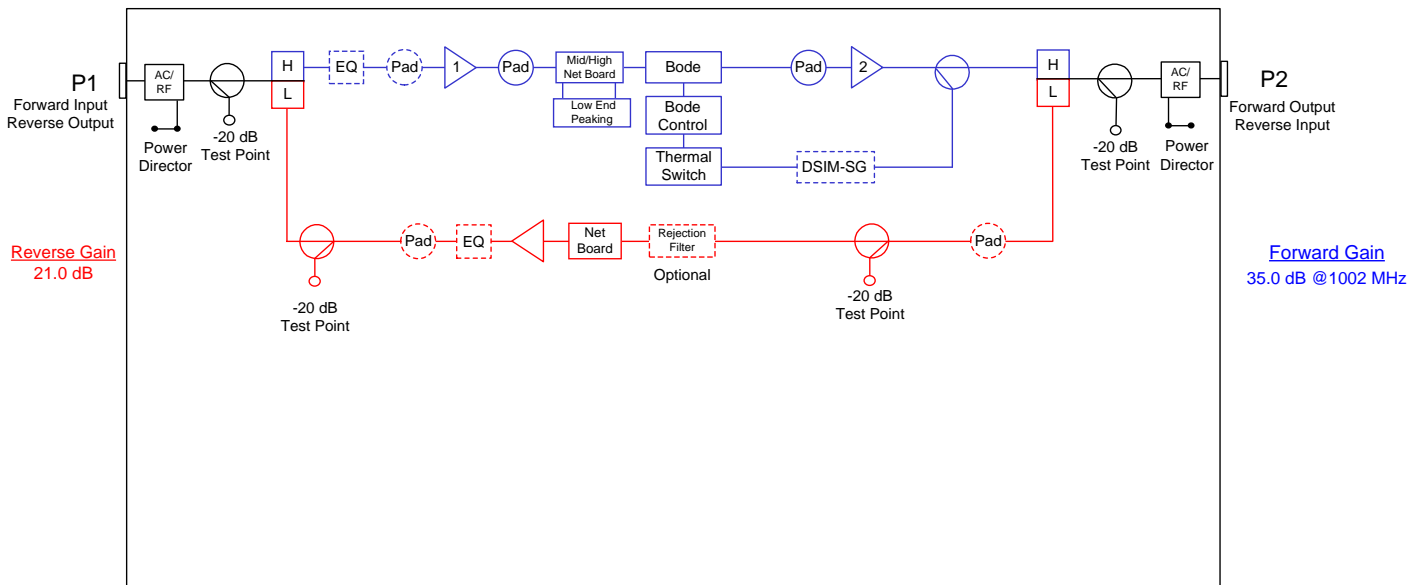 P1
Forward Input
Reverse Output
AC/
RF
Power
Director
-20 dB
Test Point
H
L
EQ
Pad
1
Pad
Mid/High
Net Board
Low End
Peaking
Bode
Bode
Control
Thermal
Switch
Pad
2
DSIM-SG
H
L
-20 dB
Test Point
AC/
RF
Power
Director
P2
Forward Output
Reverse Input
Reverse Gain
21.0 dB
-20 dB
Test Point
Pad
EQ
Net
Board
Rejection
Filter
Optional
-20 dB
Test Point
Pad
Forward Gain
35.0 dB @1002 MHz